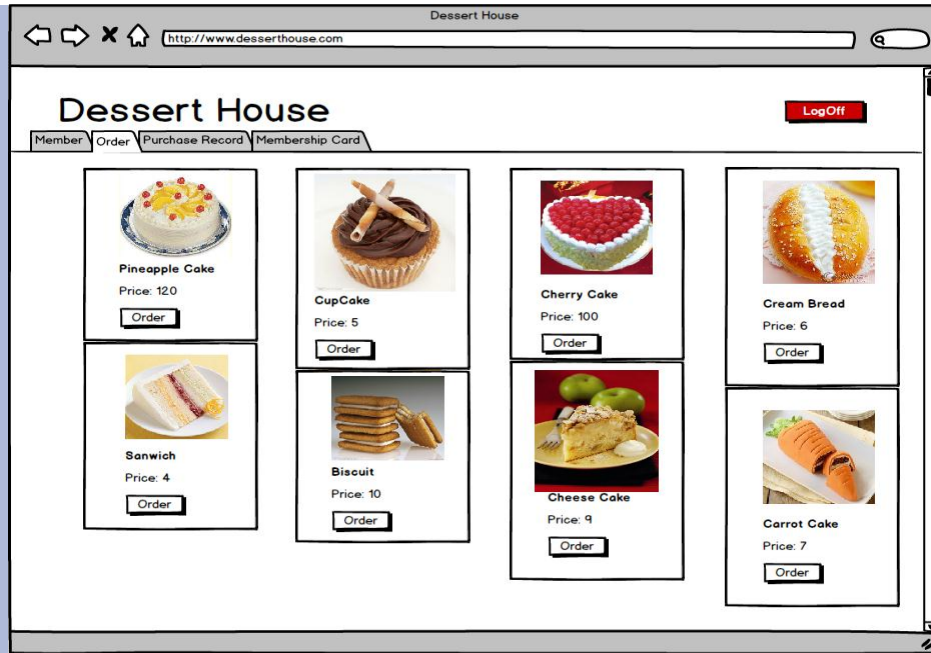 Dessert House
http://www.desserthouse.com
Dessert House
LogOff
Member Order Purchase Record Membership Card
Pineapple Cake
Price: 120
Order
CupCake
Price: 5
Order
Cherry Cake
Price: 100
Order
Cream Bread
Price: 6
Order
Sanwich
Price: 4
Order
Biscuit
Price: 10
Order
Cheese Cake
Price: 9
Order
Carrot Cake
Price: 7
Order